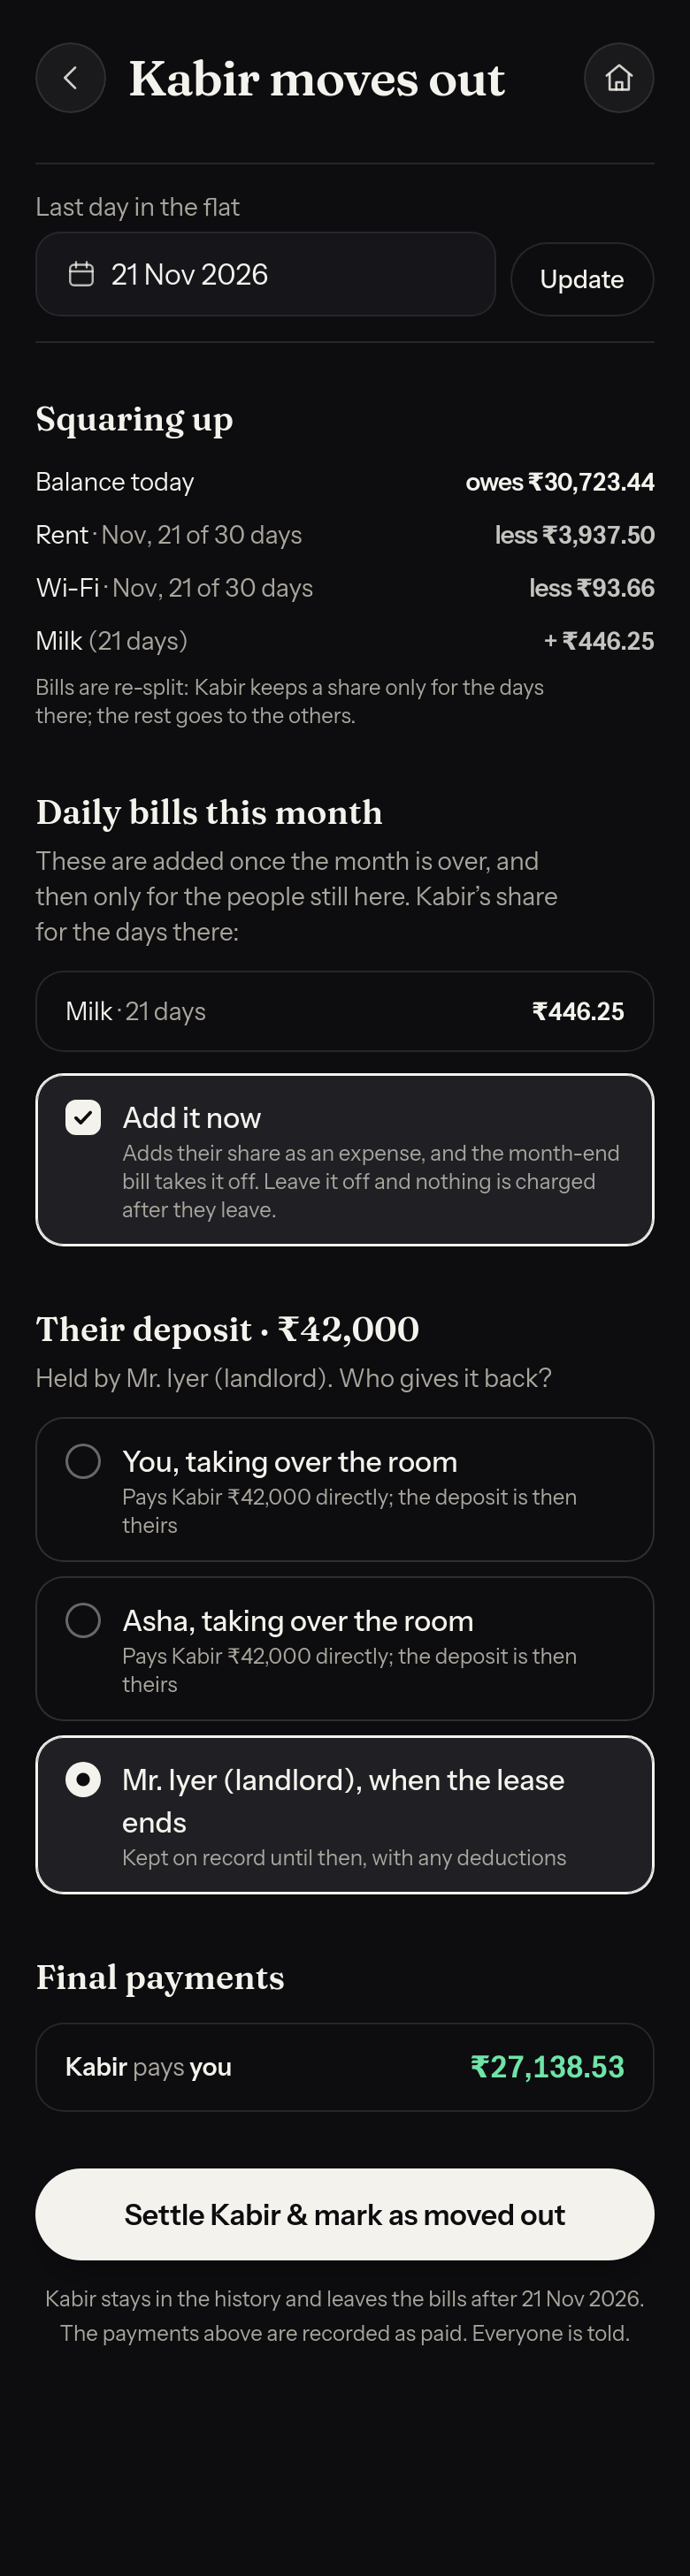 Kabir moves out
Last day in the flat
21 Nov 2026
Update
Squaring up
Balance today owes ₹30,723.44
Rent · Nov, 21 of 30 days less ₹3,937.50
Wi-Fi · Nov, 21 of 30 days less ₹93.66
Milk (21 days) + ₹446.25
Bills are re-split: Kabir keeps a share only for the days
there; the rest goes to the others.
Daily bills this month
These are added once the month is over, and
then only for the people still here. Kabir’s share
for the days there:
Milk · 21 days ₹446.25
Add it now
Adds their share as an expense, and the month-end
bill takes it off. Leave it off and nothing is charged
after they leave.
Their deposit · ₹42,000
Held by Mr. Iyer (landlord). Who gives it back?
You, taking over the room
Pays Kabir ₹42,000 directly; the deposit is then
theirs
Asha, taking over the room
Pays Kabir ₹42,000 directly; the deposit is then
theirs
Mr. Iyer (landlord), when the lease
ends
Kept on record until then, with any deductions
Final payments
Kabir pays you ₹27,138.53
Settle Kabir & mark as moved out
Kabir stays in the history and leaves the bills after 21 Nov 2026.
The payments above are recorded as paid. Everyone is told.